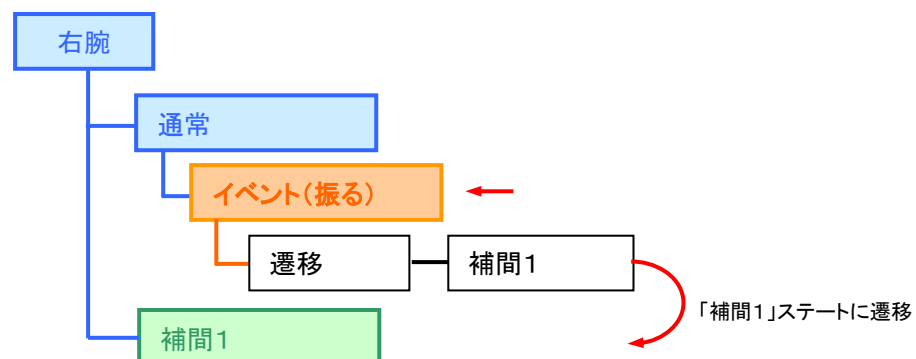 右腕
通常
イベント(振る)
遷移
補間1
「補間1」ステートに遷移
補間1